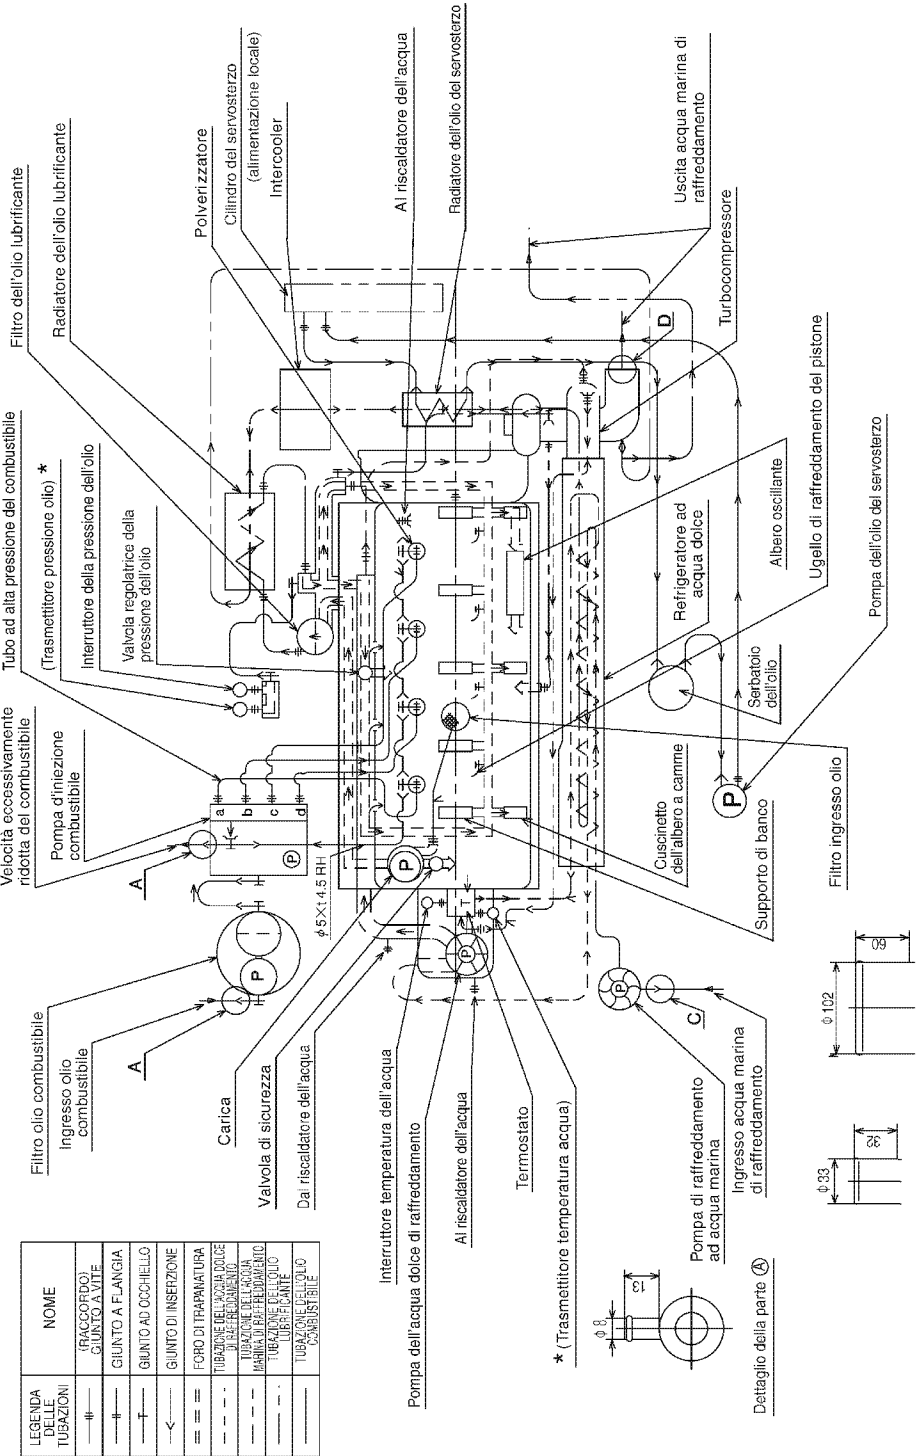 Filtro dell'olio lubrificante
Radiatore dell'olio lubrificante
Polverizzatore
Cilindro del servosterzo
(alimentazione locale)
Intercooler
Al riscaldatore dell'acqua
Radiatore dell'olio del servosterzo
Uscita acqua marina di
raffreddamento
Turbocompressore
D
Tubo ad alta pressione del combustibile
(Trasmettitore pressione olio) *
Interruttore della pressione dell'olio
Valvola regolatrice della
pressione dell'olio
Velocità eccessivamente
ridotta del combustibile
Pompa d'iniezione
combustibile
A
a
b
c
d
P
φ5×t 4.5 RH
P
T
P
P
P
P
Refrigeratore ad
acqua dolce
Serbatoio
dell'olio
Albero oscillante
Ugello di raffreddamento del pistone
Pompa dell'olio del servosterzo
Cuscinetto
dell'albero a camme
Supporto di banco
Filtro ingresso olio
Filtro olio combustibile
Ingresso olio
combustibile
A
Carica
Valvola di sicurezza
Dal riscaldatore dell'acqua
Interruttore temperatura dell'acqua
Pompa dell'acqua dolce di raffreddamento
Al riscaldatore dell'acqua
Termostato
* (Trasmettitore temperatura acqua)
C
Pompa di raffreddamento
ad acqua marina
Ingresso acqua marina
di raffreddamento
φ102
60
φ33
32
φ8
13
Dettaglio della parte Ⓐ
LEGENDA
DELLE
TUBAZIONI
NOME
(RACCORDO)
GIUNTO A VITE
GIUNTO A FLANGIA
GIUNTO AD OCCHIELLO
GIUNTO DI INSERZIONE
FORO DI TRAPANATURA
TUBAZIONE DELL'ACQUA DOLCE
DI RAFFREDDAMENTO
TUBAZIONE DELL'ACQUA
MARINA DI RAFFREDDAMENTO
TUBAZIONE DELL'OLIO
LUBRIFICANTE
TUBAZIONE DELL'OLIO
COMBUSTIBILE